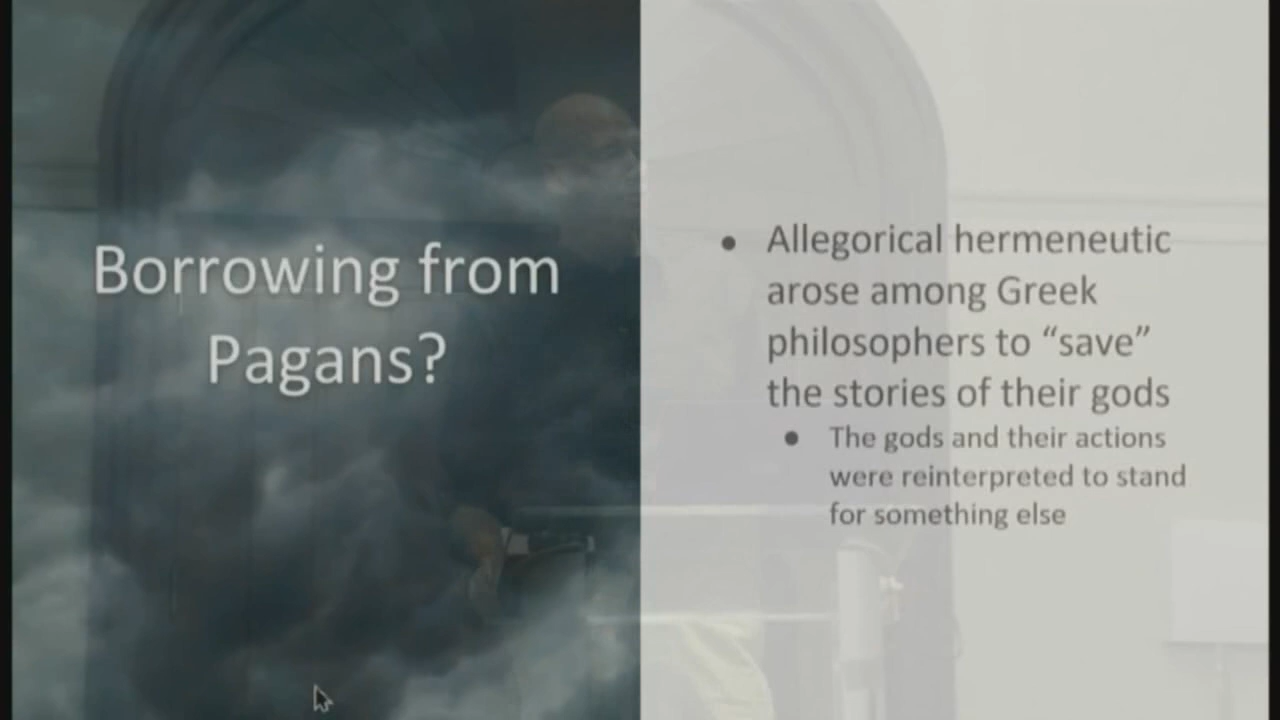 Borrowing from
Pagans?
• Allegorical hermeneutic
arose among Greek
philosophers to “save”
the stories of their gods
• The gods and their actions
were reinterpreted to stand
for something else